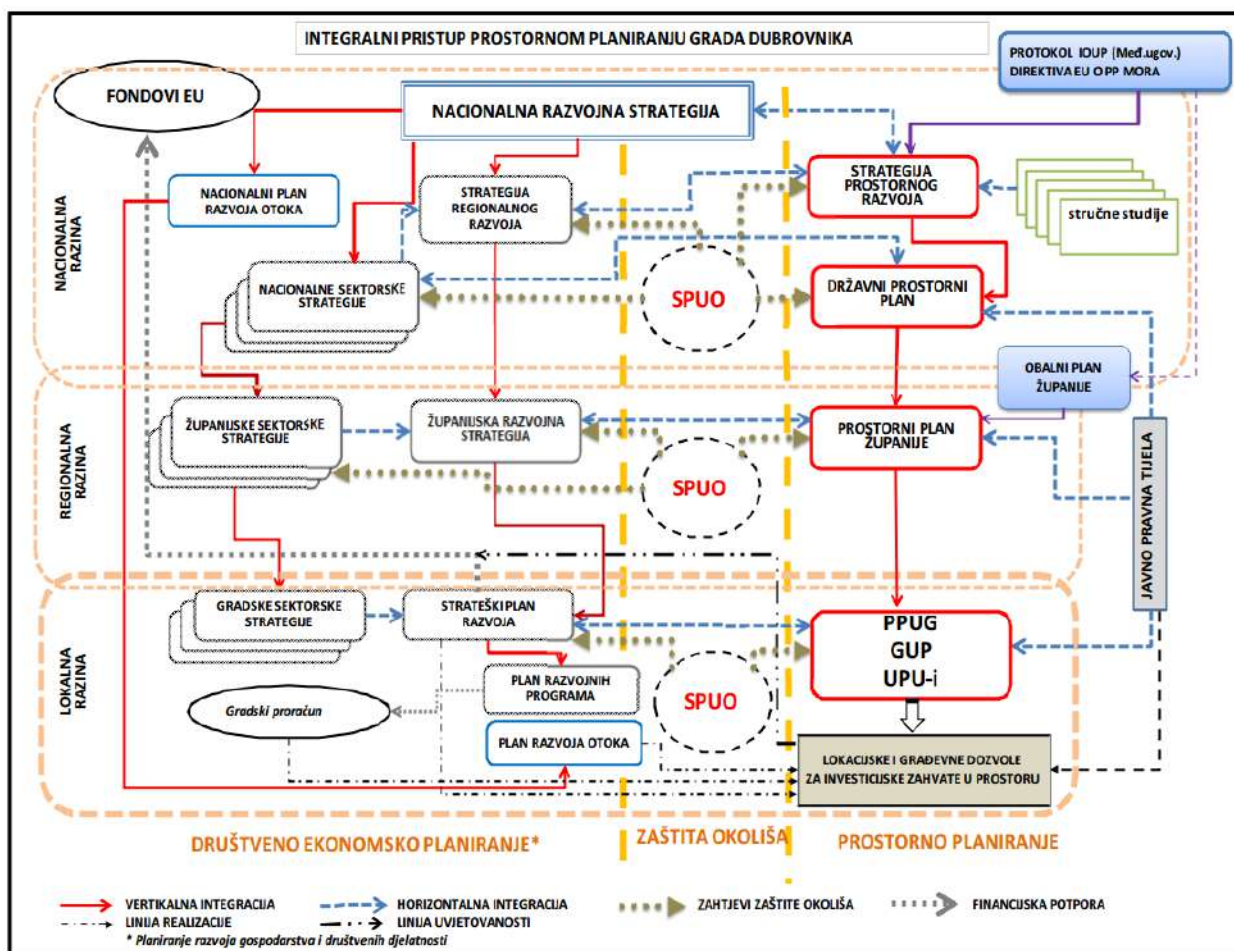 INTEGRALNI PRISTUP PROSTORNOM PLANIRANJU GRADA DUBROVNIKA
PROTOKOL IOUP (Međ.ugov.)
DIREKTIVA EU O PP MORA
FONDOVI EU
NACIONALNA RAZVOJNA STRATEGIJA
NACIONALNA
RAZINA
NACIONALNI PLAN
RAZVOJA OTOKA
STRATEGIJA
REGIONALNOG
RAZVOJA
STRATEGIJA
PROSTORNOG
RAZVOJA
stručne studije
NACIONALNE SEKTORSKE
STRATEGIJE
SPUO
DRŽAVNI PROSTORNI
PLAN
OBALNI PLAN
ŽUPANIJE
REGIONALNA
RAZINA
ŽUPANIJSKE SEKTORSKE
STRATEGIJE
ŽUPANIJSKA RAZVOJNA
STRATEGIJA
SPUO
PROSTORNI PLAN
ŽUPANIJE
JAVNO PRAVNA TIJELA
LOKALNA
RAZINA
GRADSKE SEKTORSKE
STRATEGIJE
STRATEŠKI PLAN
RAZVOJA
PPUG
GUP
UPU-i
PLAN RAZVOJNIH
PROGRAMA
SPUO
Gradski proračun
PLAN RAZVOJA OTOKA
LOKACIJSKE I GRAĐEVNE DOZVOLE
ZA INVESTICIJSKE ZAHVATE U PROSTORU
DRUŠTVENO EKONOMSKO PLANIRANJE*
ZAŠTITA OKOLIŠA
PROSTORNO PLANIRANJE
VERTIKALNA INTEGRACIJA
HORIZONTALNA INTEGRACIJA
ZAHTJEVI ZAŠTITE OKOLIŠA
FINANCIJSKA POTPORA
LINIJA REALIZACIJE
LINIJA UVJETOVANOSTI
* Planiranje razvoja gospodarstva i društvenih djelatnosti